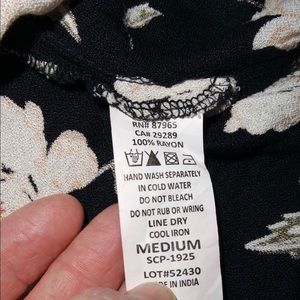 RN# 87965
CA# 29289
100% RAYON
HAND WASH SEPARATELY
IN COLD WATER
DO NOT BLEACH
DO NOT RUB OR WRING
LINE DRY
COOL IRON
MEDIUM
SCP-1925
LOT#52430
MADE IN INDIA